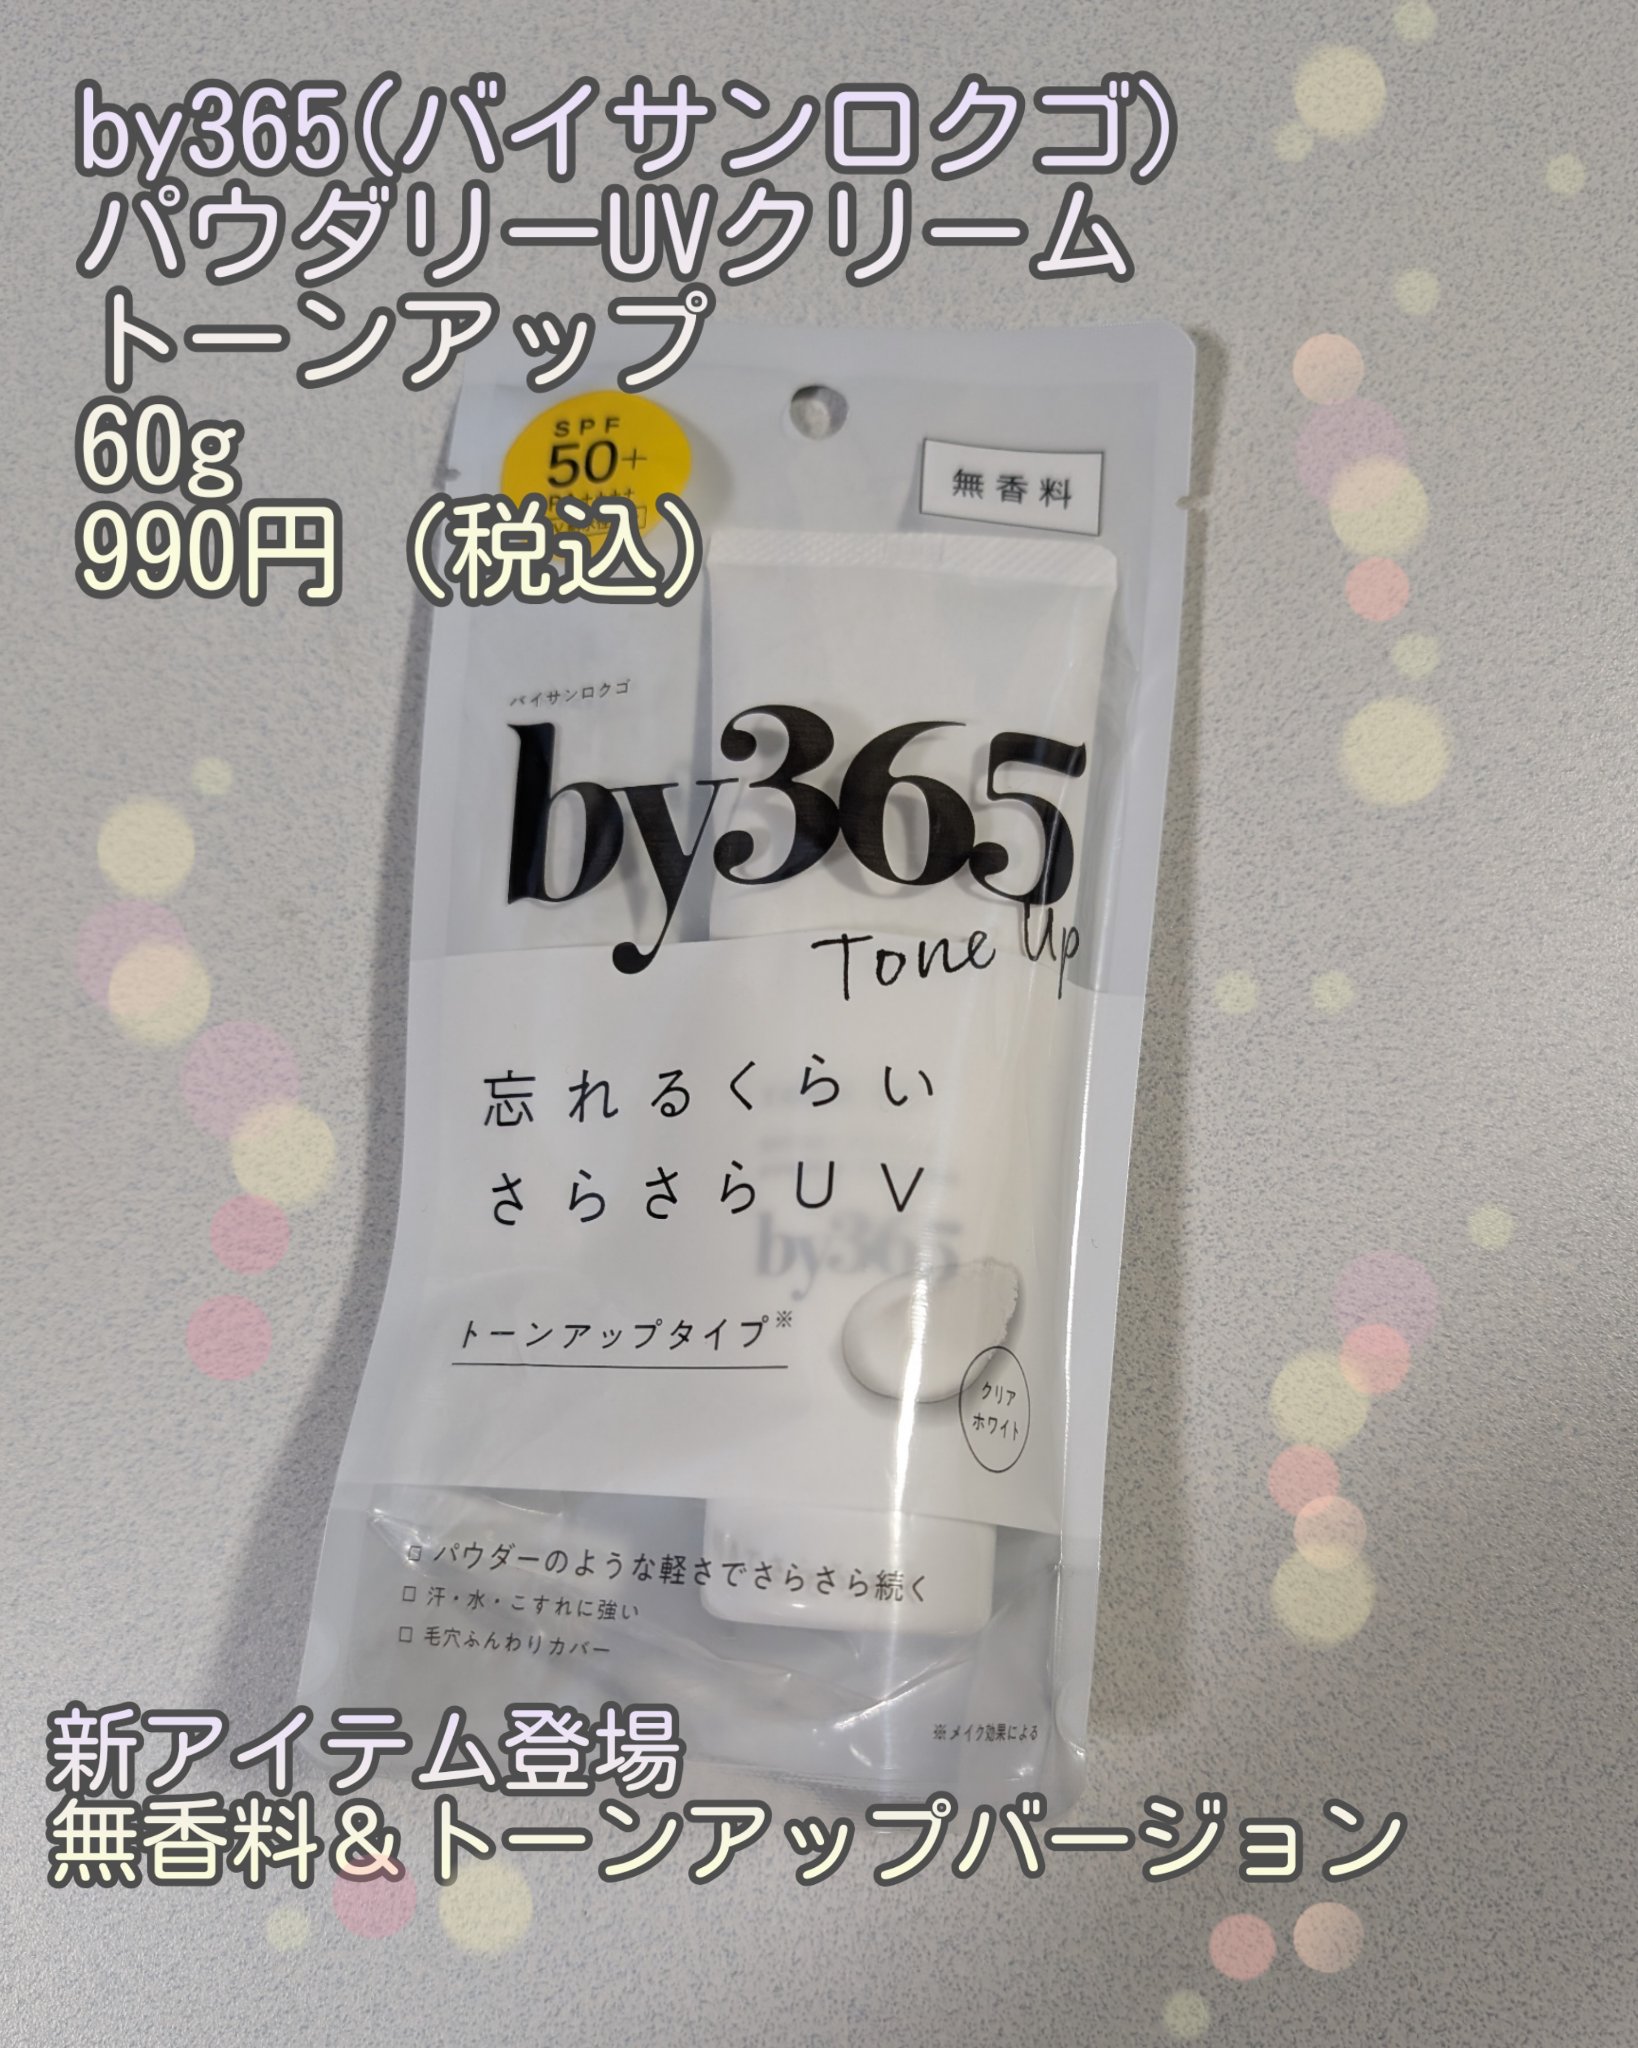 by365(バイサンロクゴ)
パウダリーUVクリーム
トーンアップ
60g
990円（税込）
SPF
50+
無香料
バイサンロクゴ
by365
Tone Up
忘れるくらい
さらさらUV
by365
トーンアップタイプ※
クリア
ホワイト
□ パウダーのような軽さでさらさら続く
□ 汗・水・こすれに強い
□ 毛穴ふんわりカバー
※メイク効果による
新アイテム登場
無香料＆トーンアップバージョン